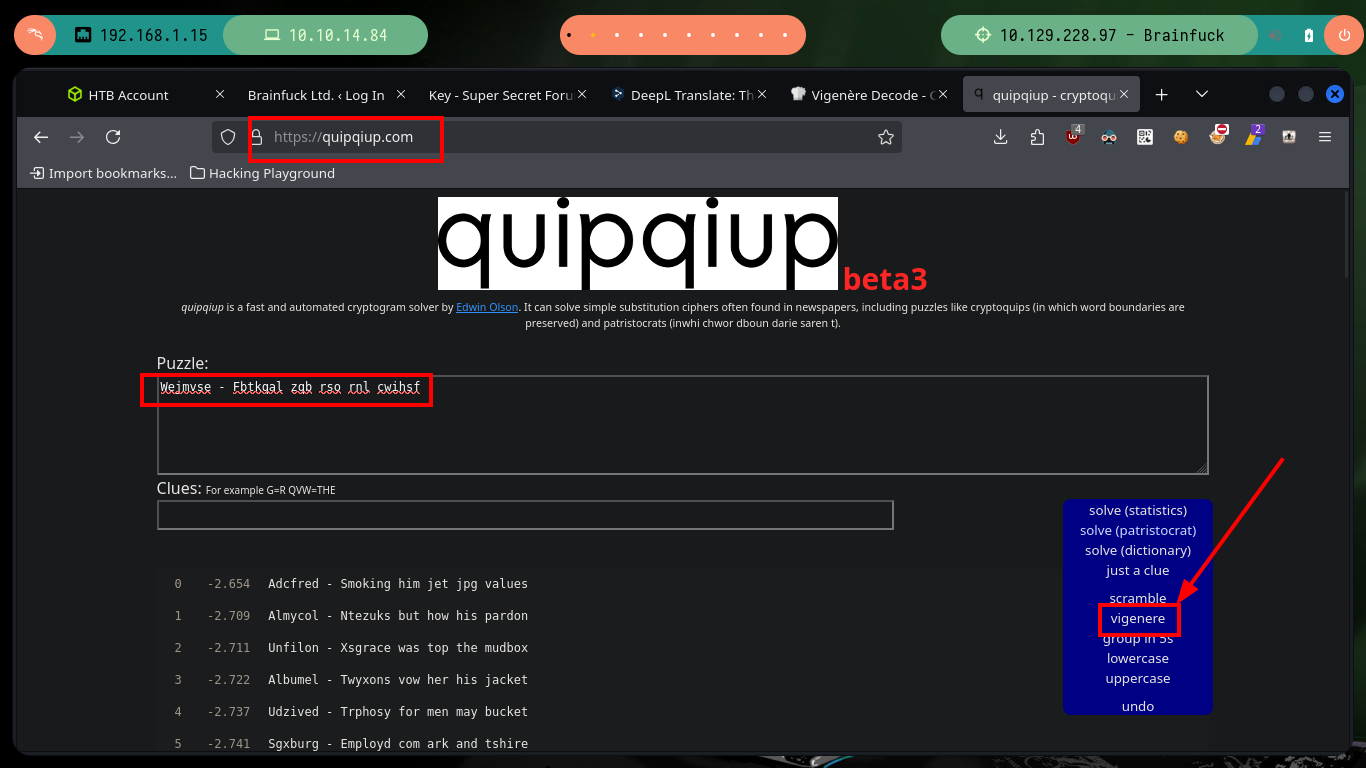 192.168.1.15 10.10.14.84 10.129.228.97 - Brainfuck
HTB Account Brainfuck Ltd. ‹ Log In Key - Super Secret Foru DeepL Translate: Th Vigenère Decode - C quipqiup - cryptoqu
https://quipqiup.com 4 2
Import bookmarks... Hacking Playground
quipqiup beta3
quipqiup is a fast and automated cryptogram solver by Edwin Olson. It can solve simple substitution ciphers often found in newspapers, including puzzles like cryptoquips (in which word boundaries are
preserved) and patristocrats (inwhi chwor dboun darie saren t).
Puzzle:
Wejmvse - Fbtkqal zqb rso rnl cwihsf
Clues: For example G=R QVW=THE
solve (statistics)
solve (patristocrat)
solve (dictionary)
just a clue
scramble
vigenere
group in 5s
lowercase
uppercase
undo
0 -2.654 Adcfred - Smoking him jet jpg values
1 -2.709 Almycol - Ntezuks but how his pardon
2 -2.711 Unfilon - Xsgrace was top the mudbox
3 -2.722 Albumel - Twyxons vow her his jacket
4 -2.737 Udzived - Trphosy for men may bucket
5 -2.741 Sgxburg - Employd com ark and tshire